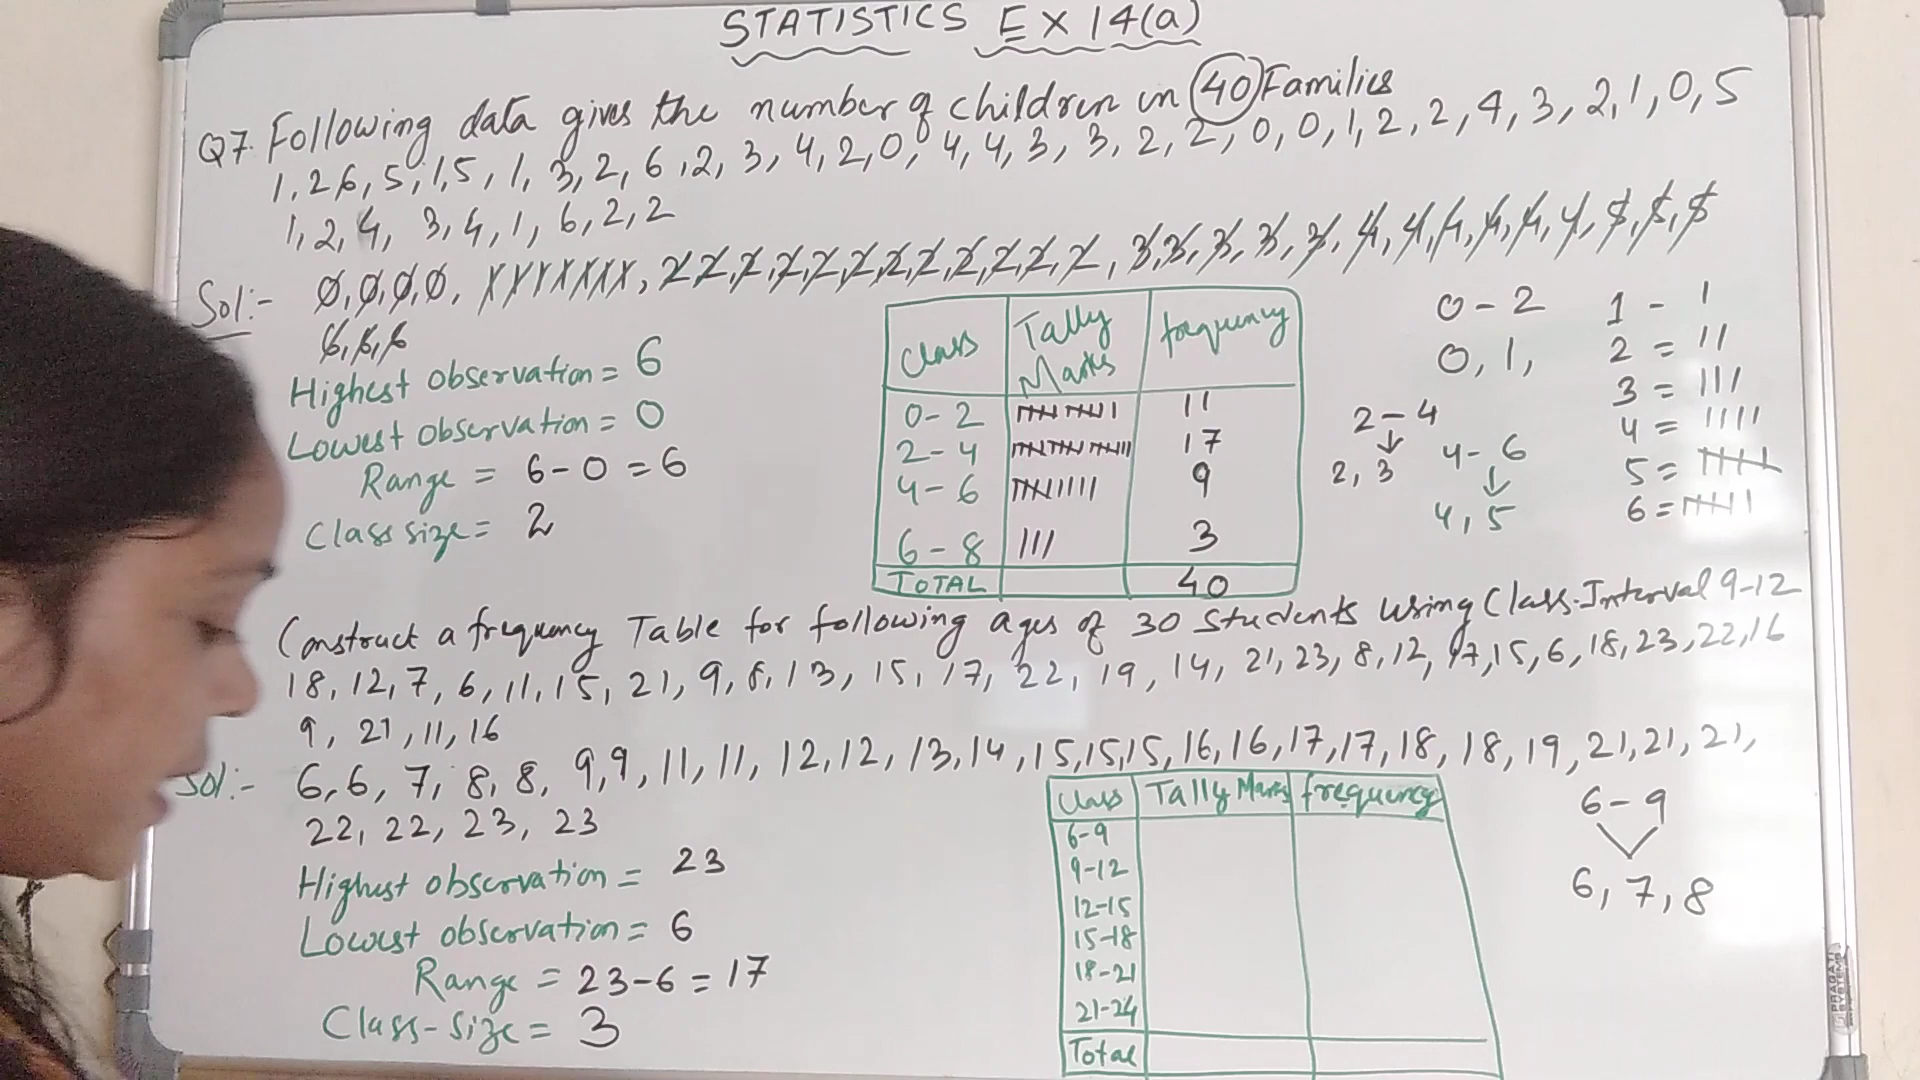 STATISTICS EX 14(a)
Q7. Following data gives the number of children in 40 Families
1, 2, 6, 5, 1, 5, 1, 3, 2, 6, 2, 3, 4, 2, 0, 4, 4, 3, 3, 2, 2, 0, 0, 1, 2, 2, 4, 3, 2, 1, 0, 5
1, 2, 4, 3, 4, 1, 6, 2, 2
Sol:- 0, 0, 0, 0, 1 1 1 1 1 1 1, 2 2, 2, 2, 2, 2, 2, 2, 2, 2, 2, 2, 3, 3, 3, 3, 3, 4, 4, 4, 4, 4, 4, 5, 5, 5
6, 6, 6
Highest observation = 6
Lowest observation = 0
Range = 6 - 0 = 6
Class size = 2
Class Tally Marks frequency
0-2 11
2-4 17
4-6 9
6-8 III 3
TOTAL 40
0-2
0, 1,
2-4
2, 3
4-6
4, 5
1 - I
2 = II
3 = III
4 = IIII
5 =
6 =
Construct a frequency Table for following ages of 30 Students using Class-Interval 9-12
18, 12, 7, 6, 11, 15, 21, 9, 8, 13, 15, 17, 22, 19, 14, 21, 23, 8, 12, 17, 15, 6, 18, 23, 22, 16
9, 21, 11, 16
Sol:- 6, 6, 7, 8, 8, 9, 9, 11, 11, 12, 12, 13, 14, 15, 15, 15, 16, 16, 17, 17, 18, 18, 19, 21, 21, 21,
22, 22, 23, 23
Highest observation = 23
Lowest observation = 6
Range = 23-6 = 17
Class-size = 3
Class Tally Marks frequency
6-9
9-12
12-15
15-18
18-21
21-24
Total
6-9
6, 7, 8
PRAGATI SYSTEMS